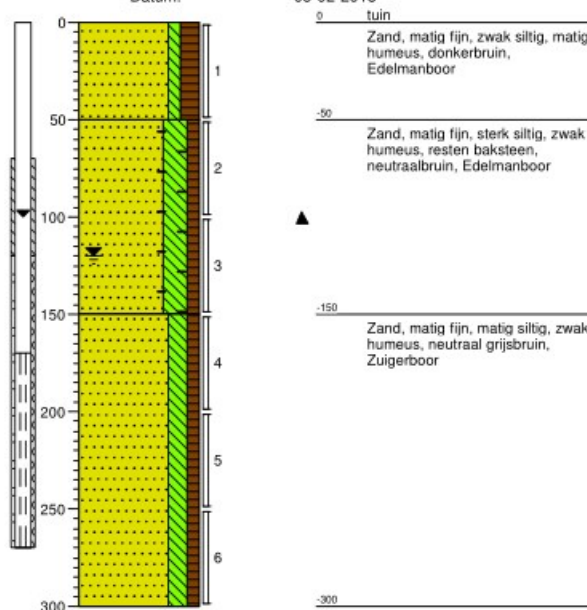 0
50
100
150
200
250
300
1
2
3
4
5
6
0 tuin
Zand, matig fijn, zwak siltig, matig
humeus, donkerbruin,
Edelmanboor
-50
Zand, matig fijn, sterk siltig, zwak
humeus, resten baksteen,
neutraalbruin, Edelmanboor
-150
Zand, matig fijn, matig siltig, zwak
humeus, neutraal grijsbruin,
Zuigerboor
-300